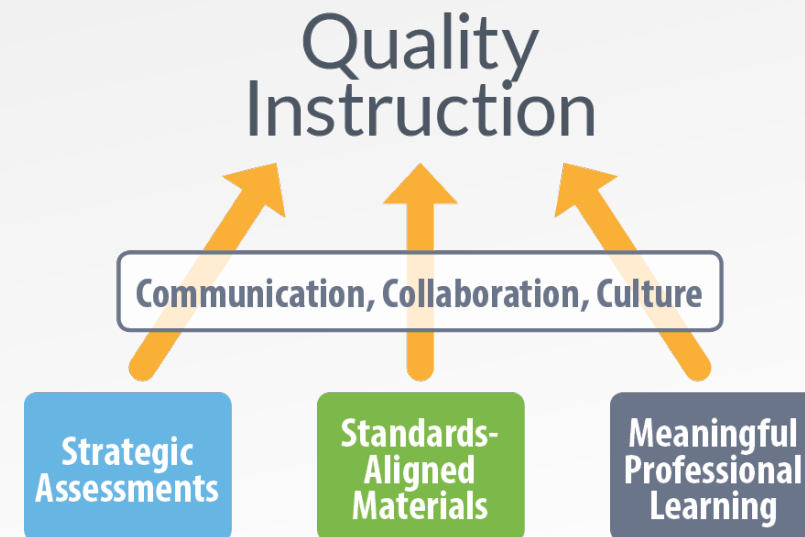 Quality
Instruction
Communication, Collaboration, Culture
Strategic
Assessments
Standards-
Aligned
Materials
Meaningful
Professional
Learning